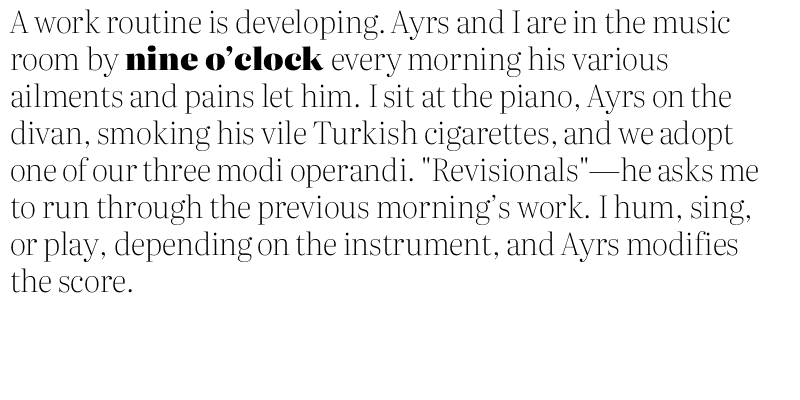 A work routine is developing. Ayrs and I are in the music
room by nine o’clock every morning his various
ailments and pains let him. I sit at the piano, Ayrs on the
divan, smoking his vile Turkish cigarettes, and we adopt
one of our three modi operandi. "Revisionals"—he asks me
to run through the previous morning’s work. I hum, sing,
or play, depending on the instrument, and Ayrs modifies
the score.